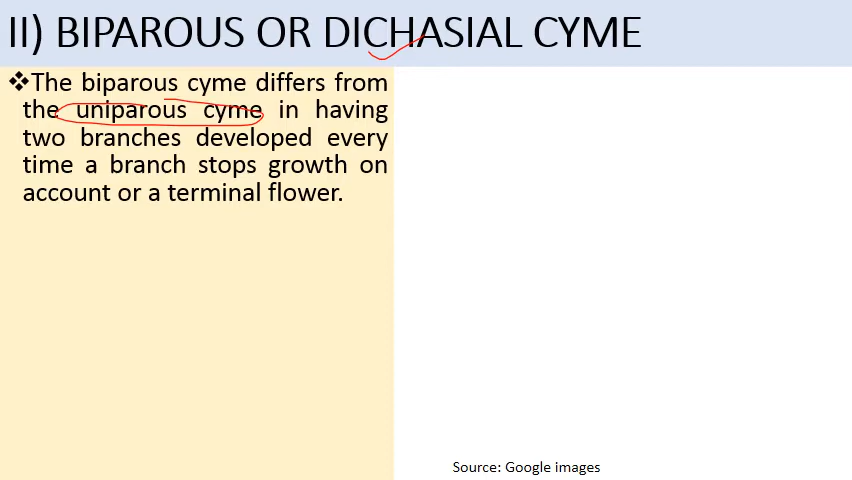 II) BIPAROUS OR DICHASIAL CYME
❖The biparous cyme differs from
the uniparous cyme in having
two branches developed every
time a branch stops growth on
account or a terminal flower.
Source: Google images